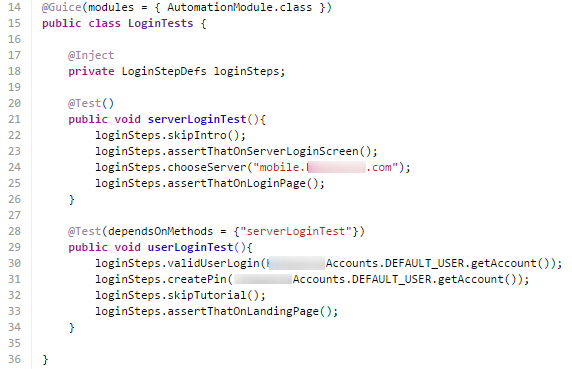 14 @Guice(modules = { AutomationModule.class })
15 public class LoginTests {
16
17 @Inject
18 private LoginStepDefs loginSteps;
19
20 @Test()
21 public void serverLoginTest(){
22 loginSteps.skipIntro();
23 loginSteps.assertThatOnServerLoginScreen();
24 loginSteps.chooseServer("mobile. .com");
25 loginSteps.assertThatOnLoginPage();
26 }
27
28 @Test(dependsOnMethods = {"serverLoginTest"})
29 public void userLoginTest(){
30 loginSteps.validUserLogin( Accounts.DEFAULT_USER.getAccount());
31 loginSteps.createPin( Accounts.DEFAULT_USER.getAccount());
32 loginSteps.skipTutorial();
33 loginSteps.assertThatOnLandingPage();
34 }
35
36 }